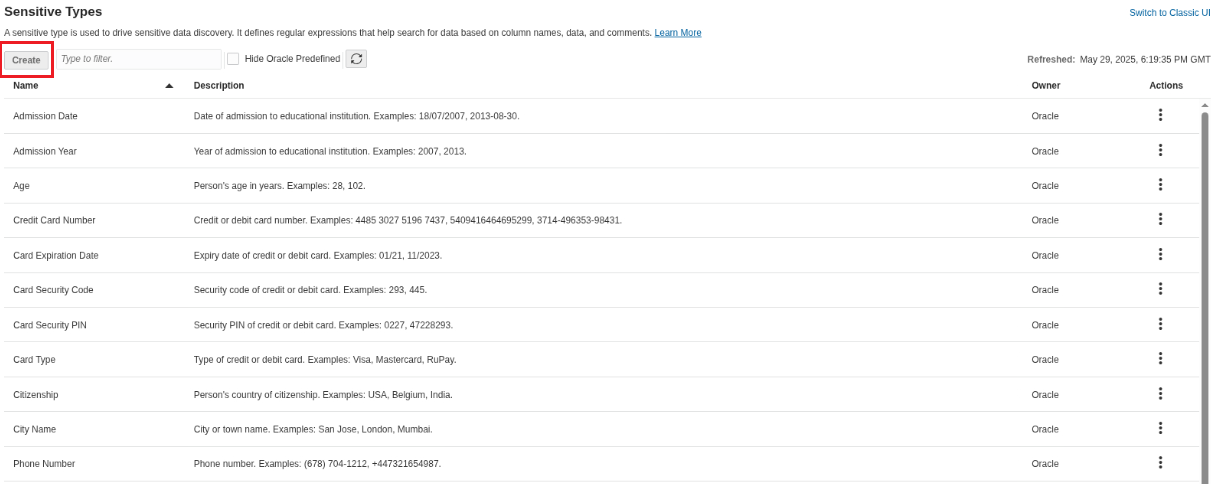 Sensitive Types
Switch to Classic UI
A sensitive type is used to drive sensitive data discovery. It defines regular expressions that help search for data based on column names, data, and comments. Learn More
Create Type to filter. Hide Oracle Predefined Refreshed: May 29, 2025, 6:19:35 PM GMT
Name Description Owner Actions
Admission Date Date of admission to educational institution. Examples: 18/07/2007, 2013-08-30. Oracle
Admission Year Year of admission to educational institution. Examples: 2007, 2013. Oracle
Age Person's age in years. Examples: 28, 102. Oracle
Credit Card Number Credit or debit card number. Examples: 4485 3027 5196 7437, 5409416464695299, 3714-496353-98431. Oracle
Card Expiration Date Expiry date of credit or debit card. Examples: 01/21, 11/2023. Oracle
Card Security Code Security code of credit or debit card. Examples: 293, 445. Oracle
Card Security PIN Security PIN of credit or debit card. Examples: 0227, 47228293. Oracle
Card Type Type of credit or debit card. Examples: Visa, Mastercard, RuPay. Oracle
Citizenship Person's country of citizenship. Examples: USA, Belgium, India. Oracle
City Name City or town name. Examples: San Jose, London, Mumbai. Oracle
Phone Number Phone number. Examples: (678) 704-1212, +447321654987. Oracle